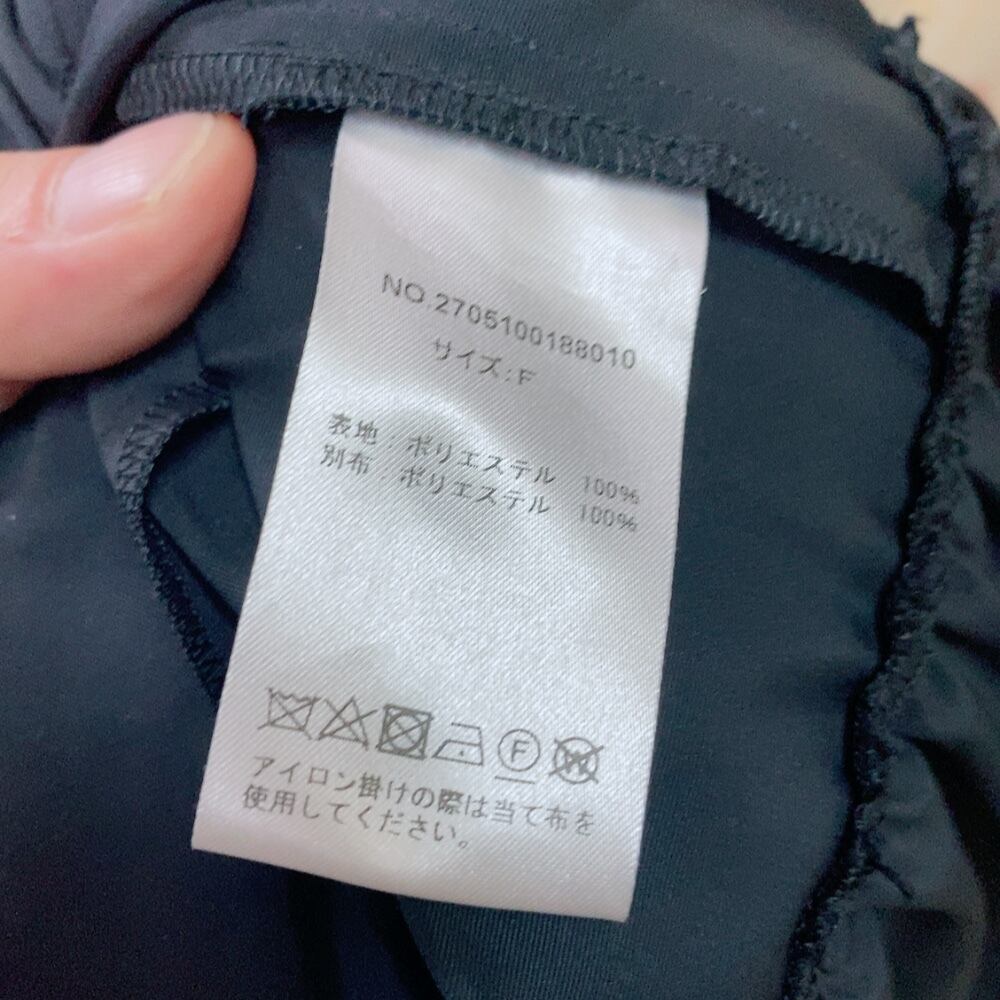 NO.2705100188010
サイズ:F
表地:ポリエステル 100%
別布:ポリエステル 100%
F W
アイロン掛けの際は当て布を
使用してください。